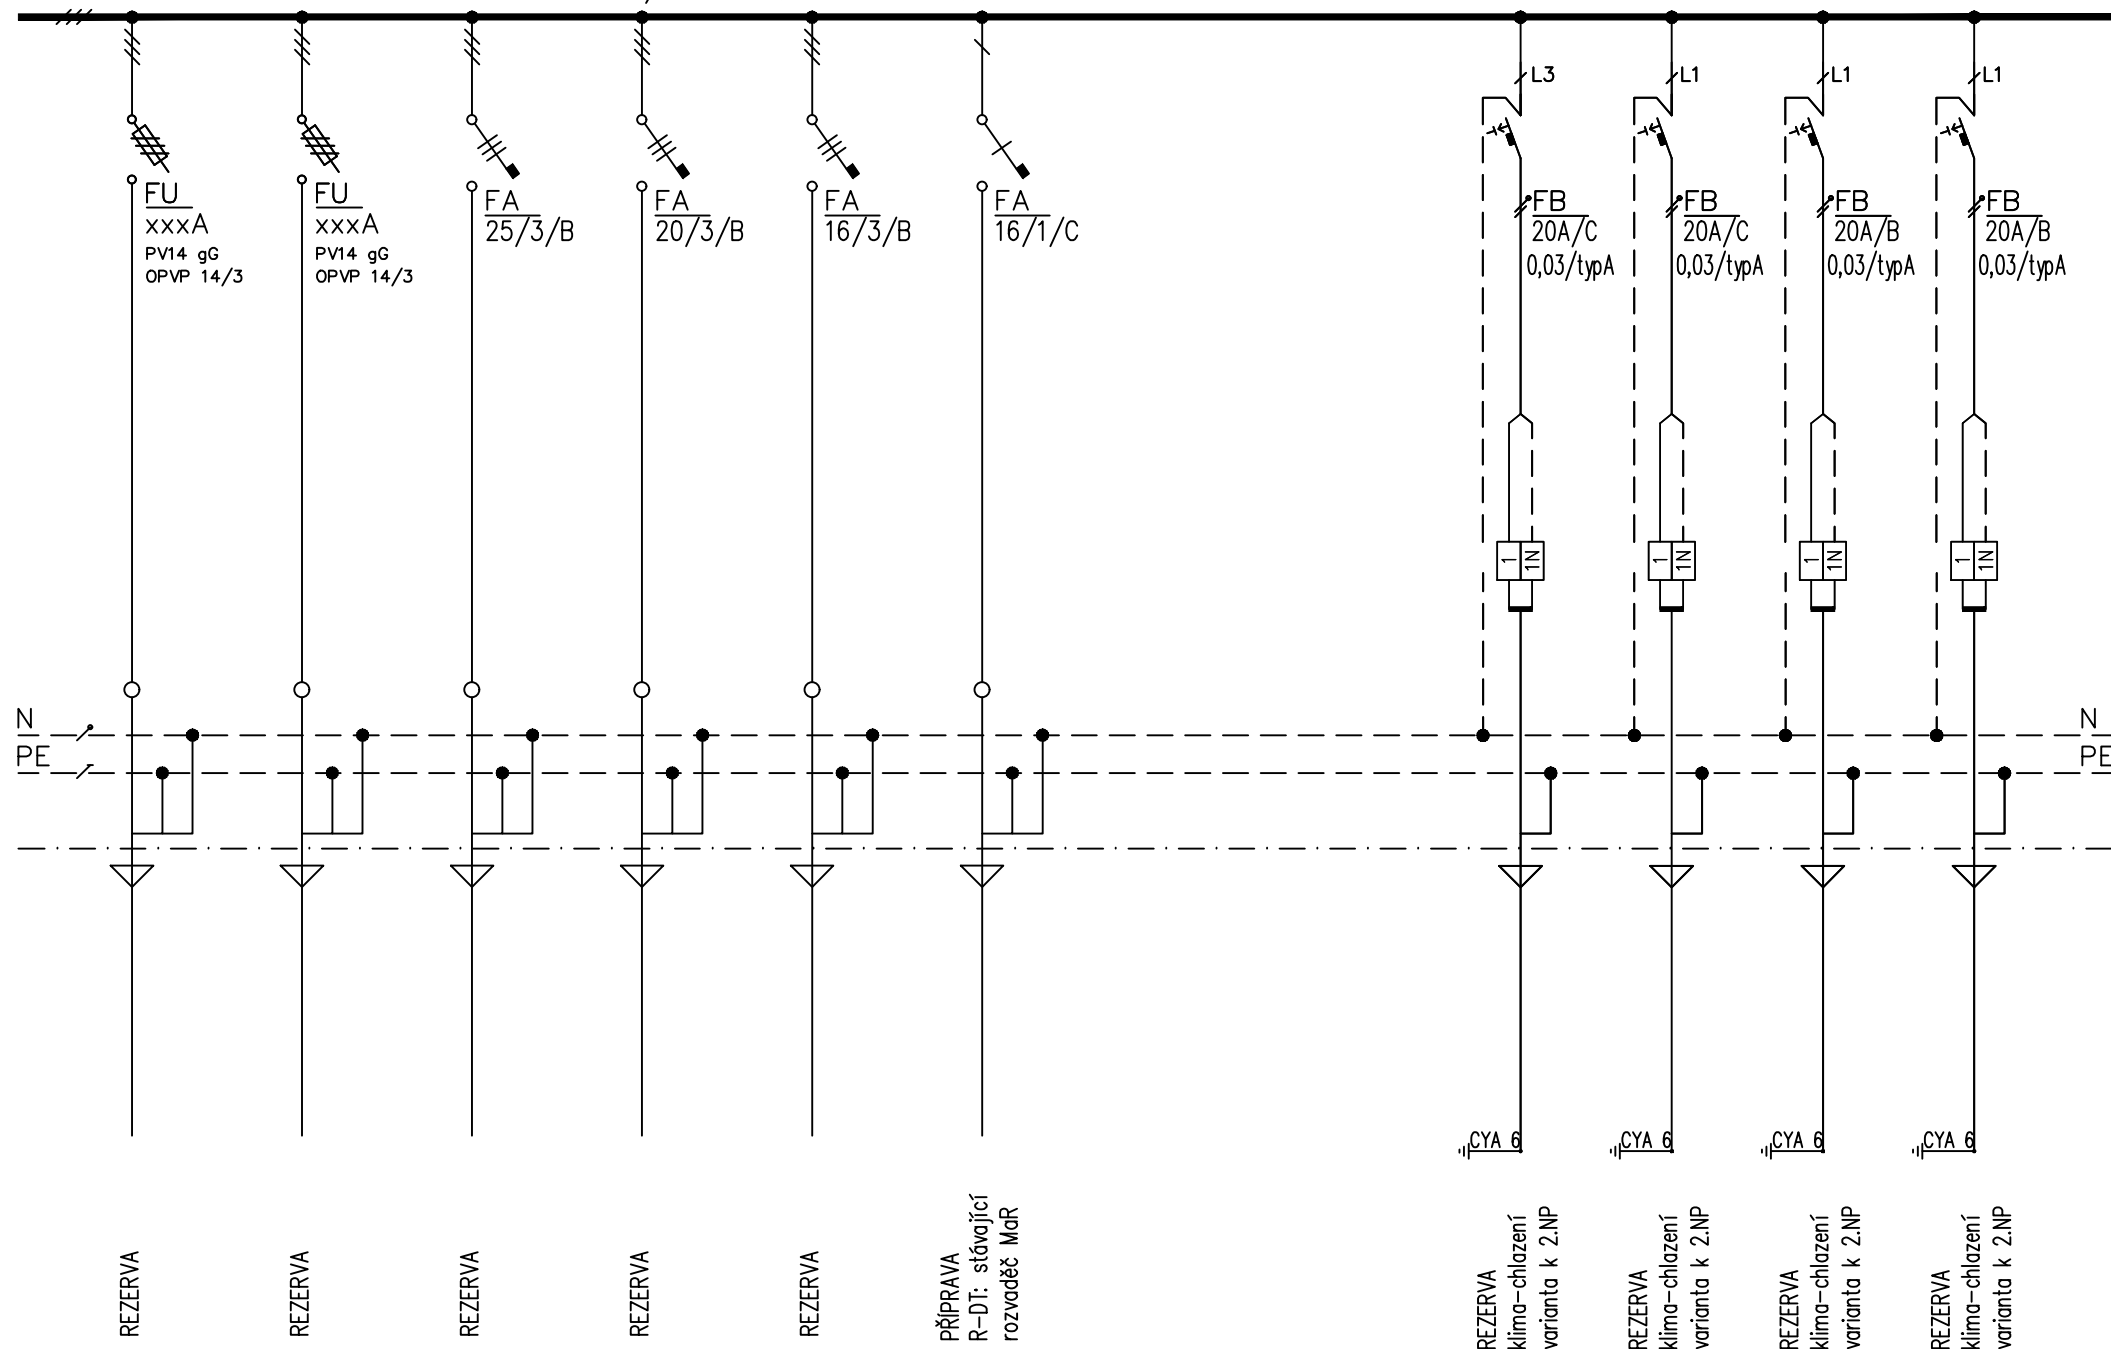 L3
L1
L1
L1
FU
xxxA
PV14 gG
OPVP 14/3
FU
xxxA
PV14 gG
OPVP 14/3
FA
25/3/B
FA
20/3/B
FA
16/3/B
FA
16/1/C
FB
20A/C
0,03/typA
FB
20A/C
0,03/typA
FB
20A/B
0,03/typA
FB
20A/B
0,03/typA
1
1N
1
1N
1
1N
1
1N
N
PE
N
PE
CYA 6
CYA 6
CYA 6
CYA 6
REZERVA
REZERVA
REZERVA
REZERVA
REZERVA
PŘÍPRAVA
R-DT: stávající
rozvaděč MaR
REZERVA
klima-chlazení
varianta k 2.NP
REZERVA
klima-chlazení
varianta k 2.NP
REZERVA
klima-chlazení
varianta k 2.NP
REZERVA
klima-chlazení
varianta k 2.NP